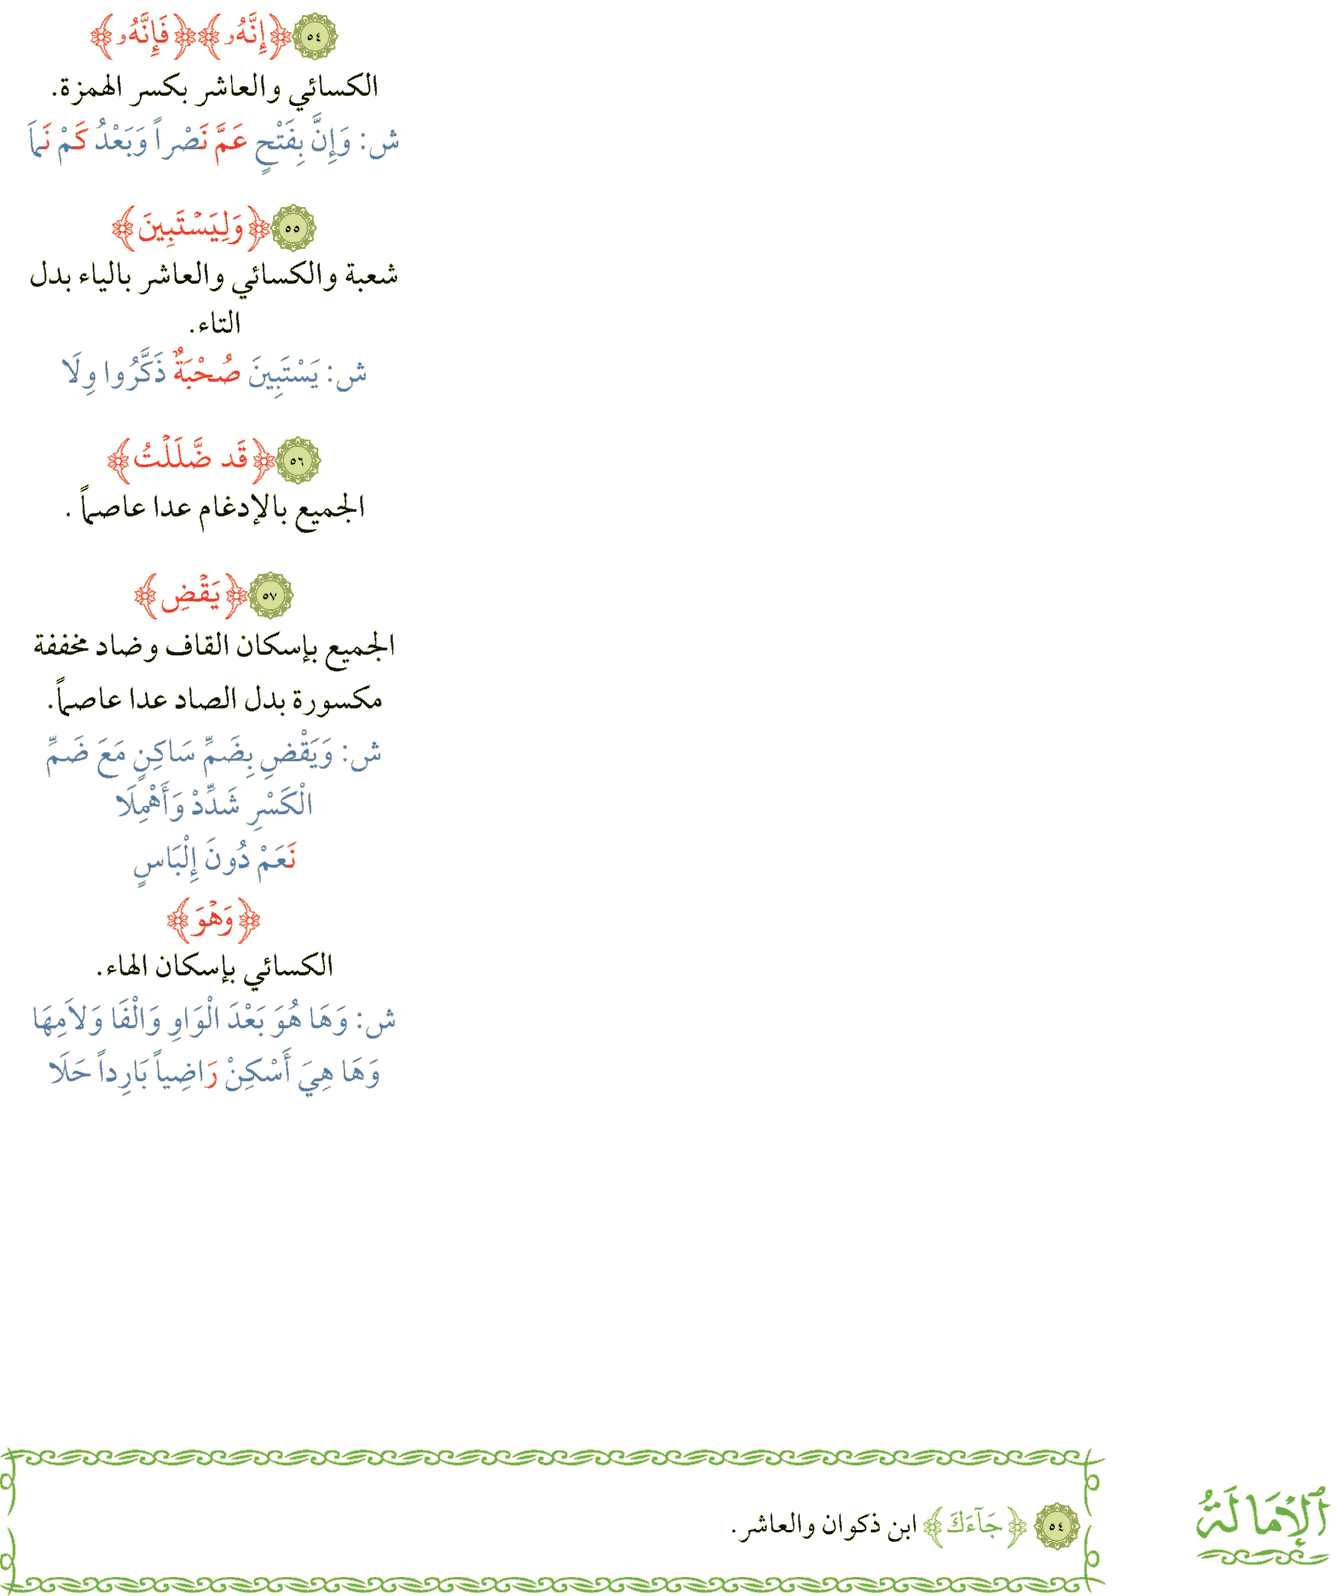 ٥٤ ﴿إِنَّهُۥ﴾ ﴿فَإِنَّهُۥ﴾
الكسائي والعاشر بكسر الهمزة.
ش: وَإِنَّ بِفَتْحٍ عَمَّ نَصْراً وَبَعْدُ كَمْ نَمَا
٥٥ ﴿وَلِيَسْتَبِينَ﴾
شعبة والكسائي والعاشر بالياء بدل
التاء.
ش: يَسْتَبِينَ صُحْبَةٌ ذَكَّرُوا وِلَا
٥٦ ﴿قَد ضَّلَلْتُ﴾
الجميع بالإدغام عدا عاصماً .
٥٧ ﴿يَقْضِ﴾
الجميع بإسكان القاف وضاد مخففة
مكسورة بدل الصاد عدا عاصماً.
ش: وَيَقْضِ بِضَمِّ سَاكِنٍ مَعَ ضَمِّ
الْكَسْرِ شَدِّدْ وَأَهْمِلَا
نَعَمْ دُونَ إِلْبَاسٍ
﴿وَهْوَ﴾
الكسائي بإسكان الهاء.
ش: وَهَا هُوَ بَعْدَ الْوَاوِ وَالْفَا وَلَامِهَا
وَهَا هِيَ أَسْكِنْ رَاضِياً بَارِداً حَلَا
ٱلْإِمَالَةُ
٥٤ ﴿جَآءَكَ﴾ ابن ذكوان والعاشر.